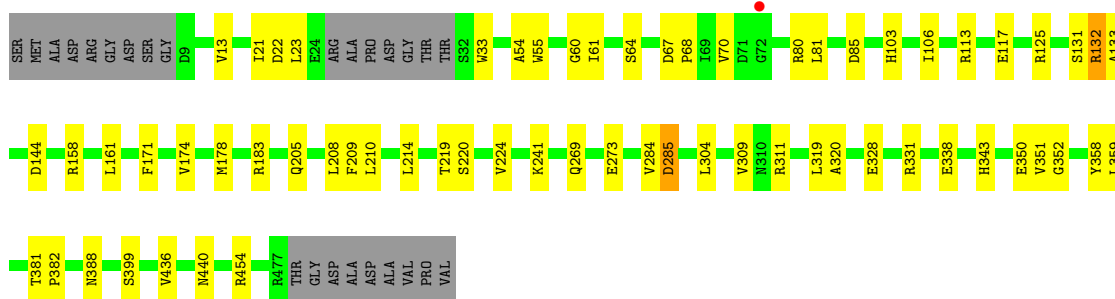 SER MET ALA ASP ARG GLY ASP SER GLY D9 V13 I21 D22 L23 E24 ARG ALA PRO ASP GLY THR THR S32 W33 A54 W55 G60 I61 S64 D67 P68 I69 V70 D71 G72 R80 L81 D85 H103 I106 R113 E117 R125 S131 R132 A133
D144 R158 L161 F171 V174 M178 R183 Q205 L208 F209 L210 L214 T219 S220 V224 K241 Q269 E273 V284 D285 L304 V309 N310 R311 L319 A320 E328 R331 E338 H343 E350 V351 G352 Y358 L359
T381 P382 N388 S399 V436 N440 R454 R477 THR GLY ASP ALA ASP ALA VAL PRO VAL